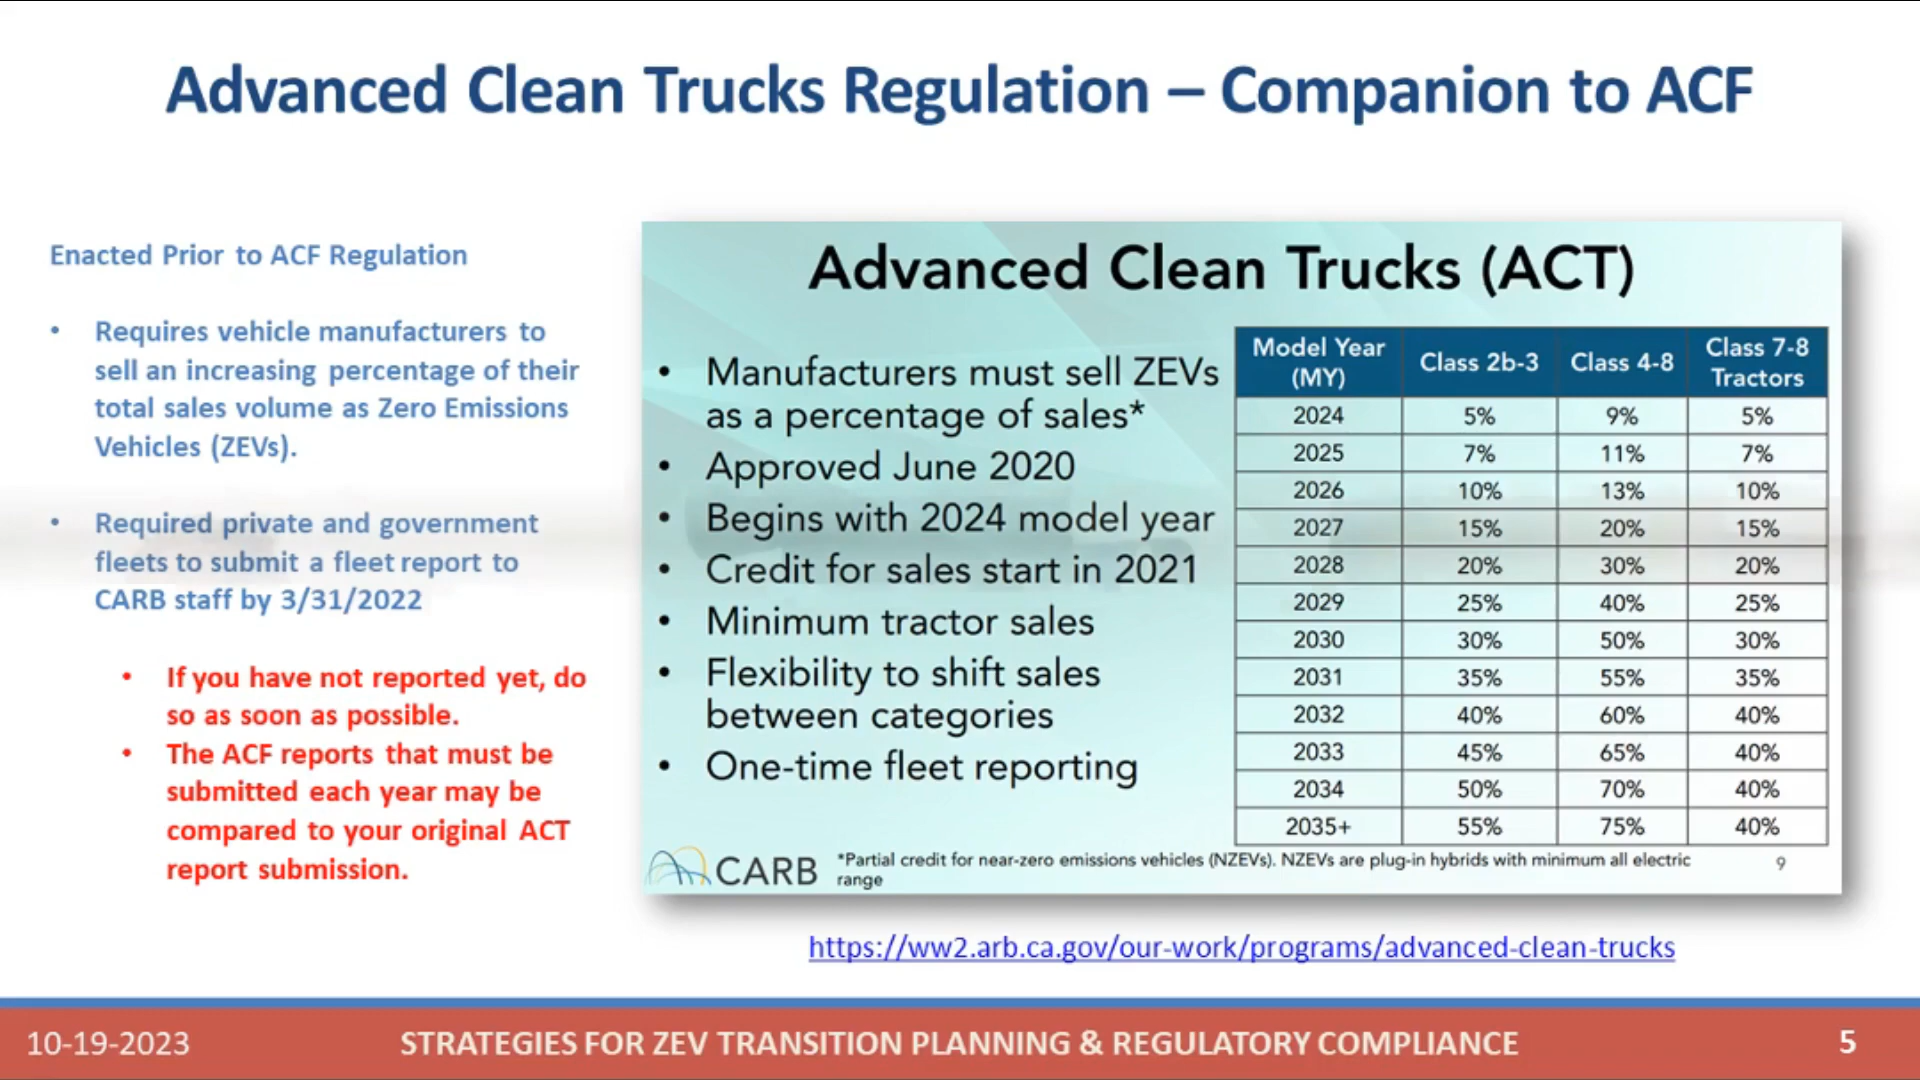 Advanced Clean Trucks Regulation – Companion to ACF
Enacted Prior to ACF Regulation
• Requires vehicle manufacturers to
sell an increasing percentage of their
total sales volume as Zero Emissions
Vehicles (ZEVs).
• Required private and government
fleets to submit a fleet report to
CARB staff by 3/31/2022
• If you have not reported yet, do
so as soon as possible.
• The ACF reports that must be
submitted each year may be
compared to your original ACT
report submission.
Advanced Clean Trucks (ACT)
• Manufacturers must sell ZEVs
as a percentage of sales*
• Approved June 2020
• Begins with 2024 model year
• Credit for sales start in 2021
• Minimum tractor sales
• Flexibility to shift sales
between categories
• One-time fleet reporting
Model Year (MY) Class 2b-3 Class 4-8 Class 7-8 Tractors
2024 5% 9% 5%
2025 7% 11% 7%
2026 10% 13% 10%
2027 15% 20% 15%
2028 20% 30% 20%
2029 25% 40% 25%
2030 30% 50% 30%
2031 35% 55% 35%
2032 40% 60% 40%
2033 45% 65% 40%
2034 50% 70% 40%
2035+ 55% 75% 40%
CARB
*Partial credit for near-zero emissions vehicles (NZEVs). NZEVs are plug-in hybrids with minimum all electric
range
9
https://ww2.arb.ca.gov/our-work/programs/advanced-clean-trucks
10-19-2023 STRATEGIES FOR ZEV TRANSITION PLANNING & REGULATORY COMPLIANCE 5